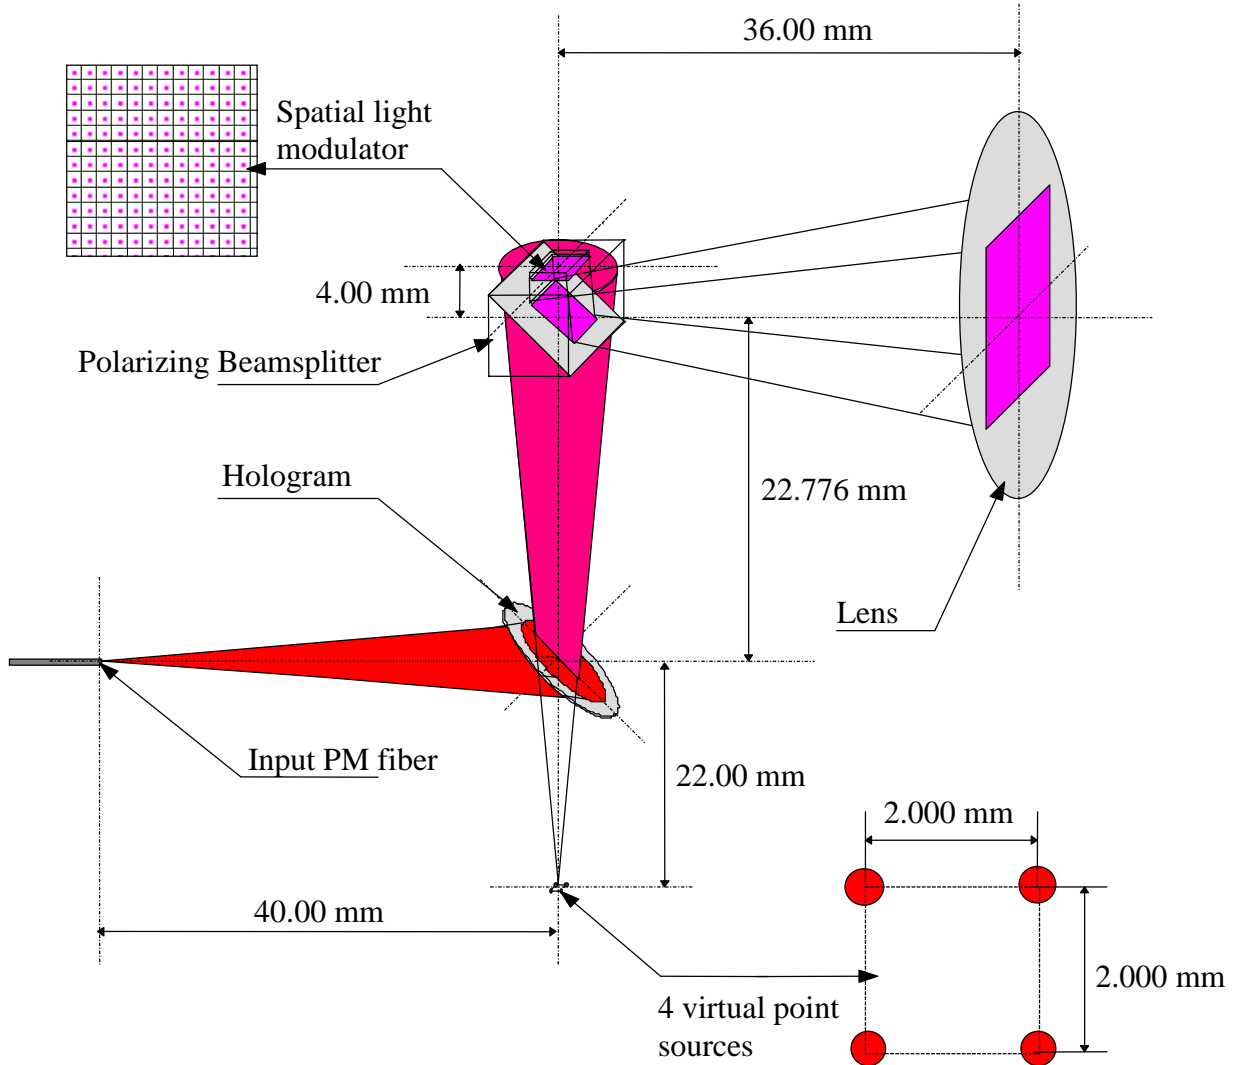 36.00 mm
Spatial light
modulator
4.00 mm
Polarizing Beamsplitter
Hologram
22.776 mm
Lens
Input PM fiber
22.00 mm
2.000 mm
40.00 mm
2.000 mm
4 virtual point
sources